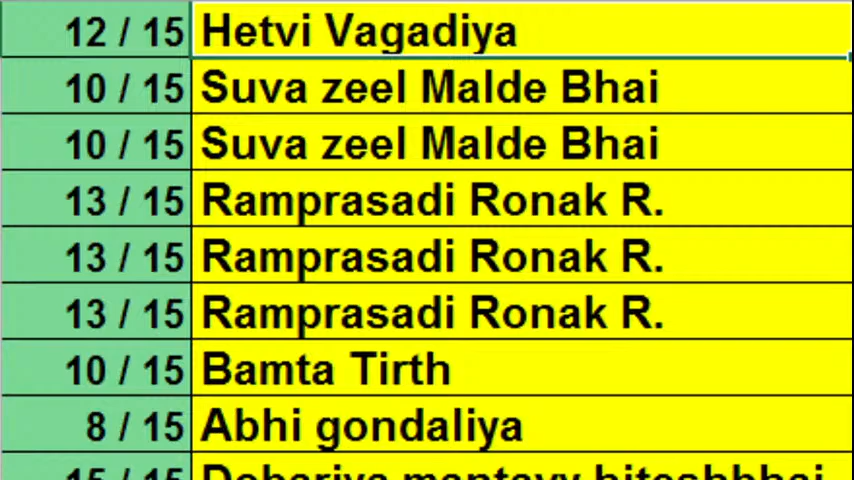 12 / 15 Hetvi Vagadiya
10 / 15 Suva zeel Malde Bhai
10 / 15 Suva zeel Malde Bhai
13 / 15 Ramprasadi Ronak R.
13 / 15 Ramprasadi Ronak R.
13 / 15 Ramprasadi Ronak R.
10 / 15 Bamta Tirth
8 / 15 Abhi gondaliya
15 / 15 Dobariya mantavy